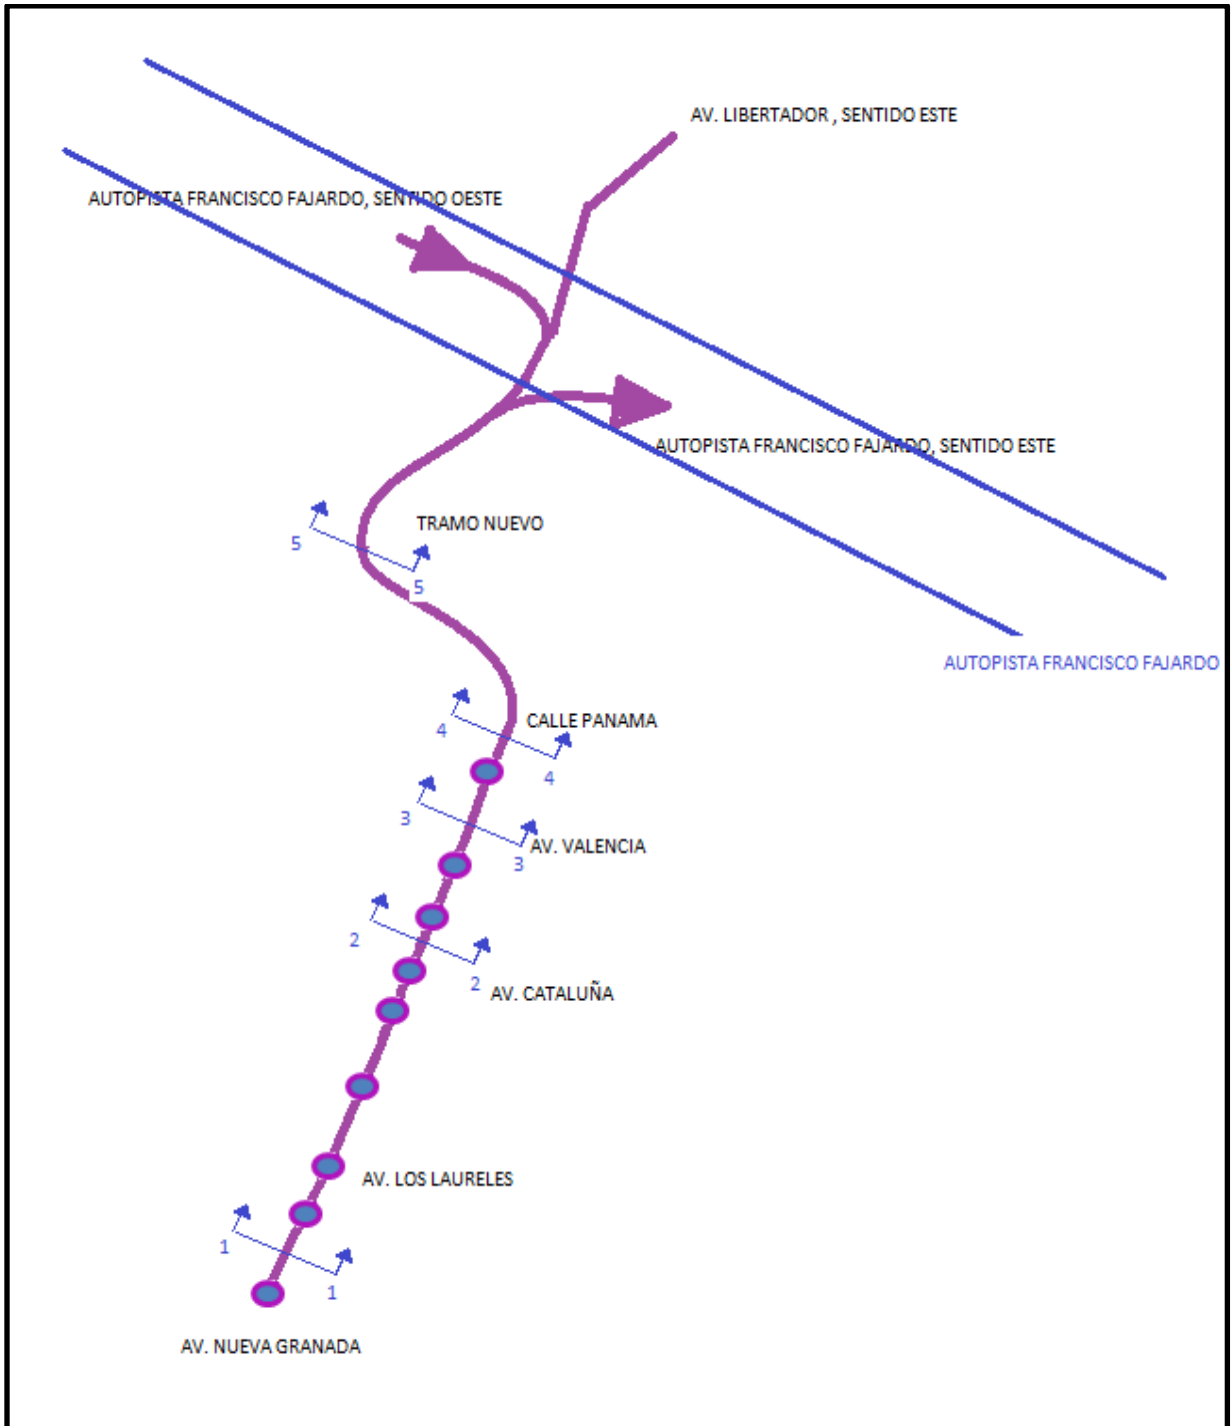 AV. LIBERTADOR , SENTIDO ESTE
AUTOPISTA FRANCISCO FAJARDO, SENTIDO OESTE
AUTOPISTA FRANCISCO FAJARDO, SENTIDO ESTE
TRAMO NUEVO
5
5
AUTOPISTA FRANCISCO FAJARDO
CALLE PANAMA
4
4
3
AV. VALENCIA
3
2
2
AV. CATALUÑA
AV. LOS LAURELES
1
1
AV. NUEVA GRANADA